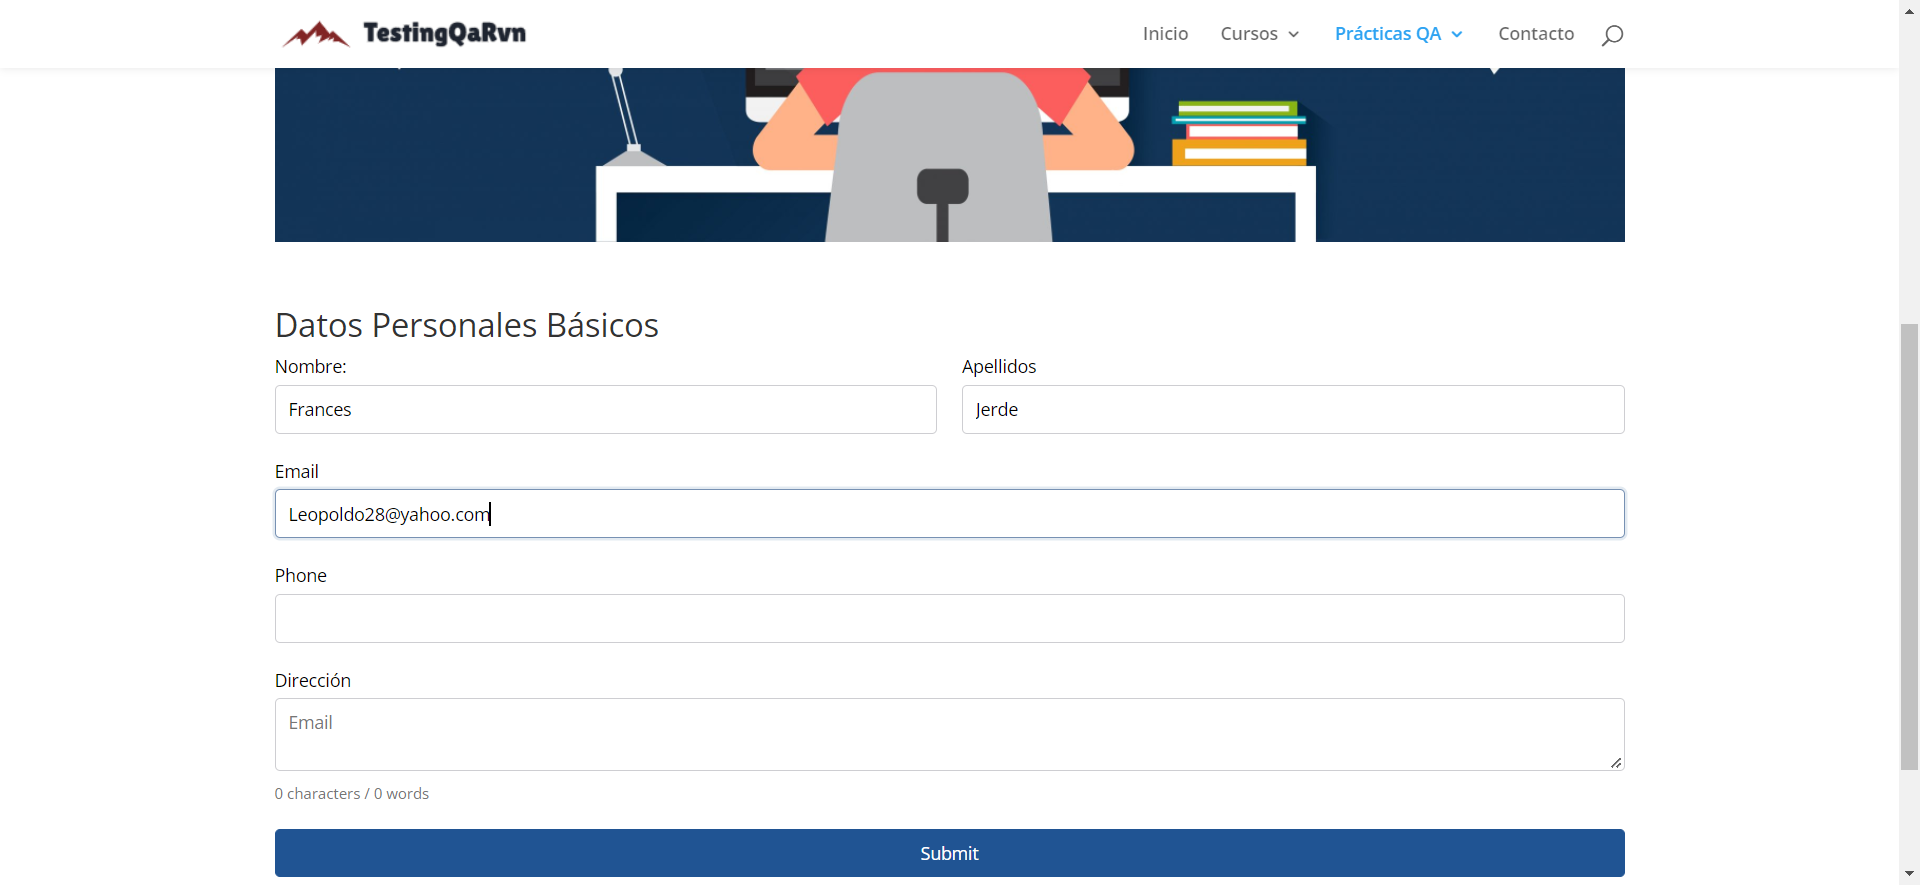 TestingQaRvn
Inicio Cursos Prácticas QA Contacto
Datos Personales Básicos
Nombre: Apellidos
Frances Jerde
Email
Leopoldo28@yahoo.com
Phone
Dirección
Email
0 characters / 0 words
Submit